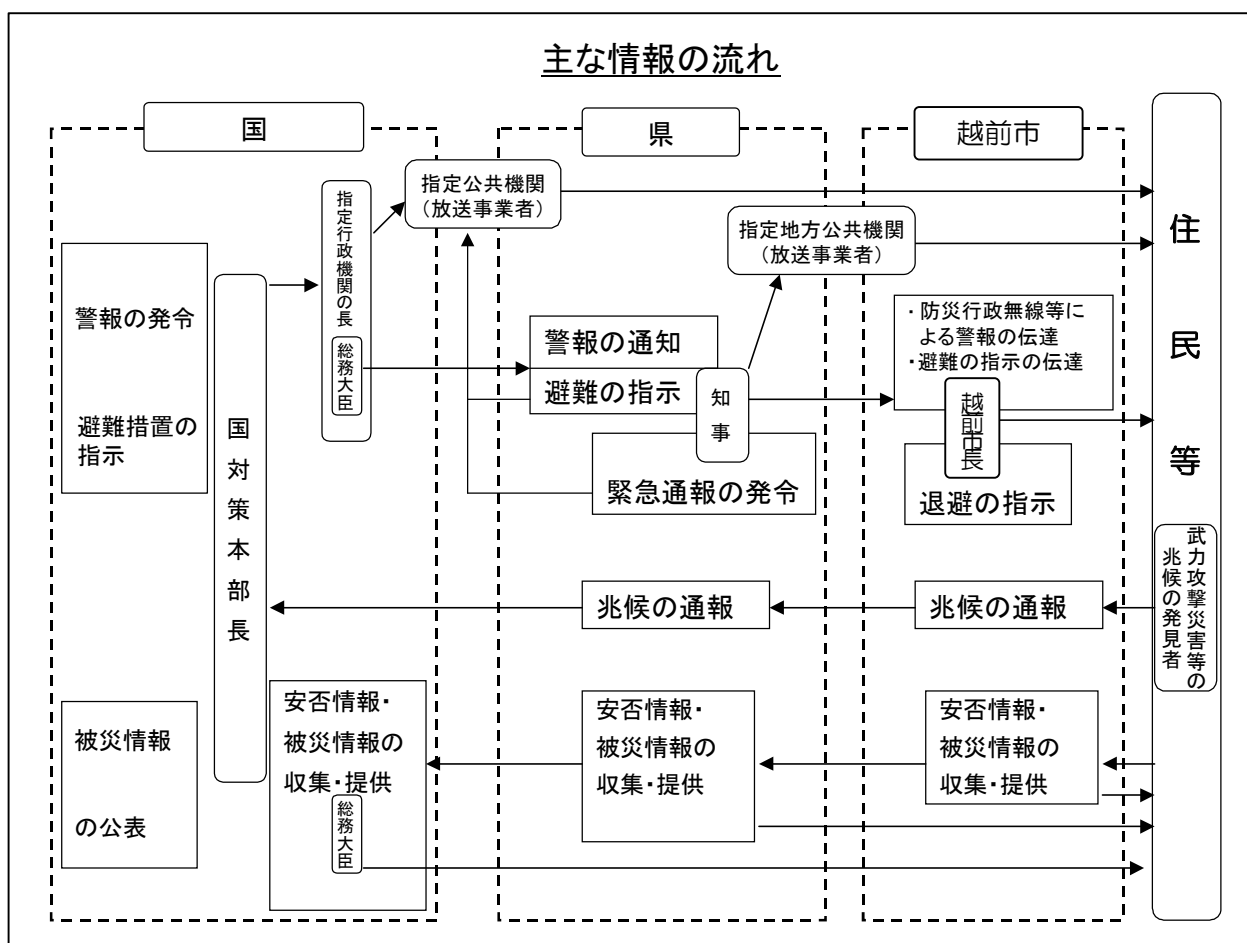 主な情報の流れ
国
県
越前市
指定行政機関の長
総務大臣
指定公共機関
(放送事業者)
指定地方公共機関
(放送事業者)
警報の発令
避難措置の
指示
国対策本部長
警報の通知
避難の指示
知事
緊急通報の発令
・防災行政無線等に
よる警報の伝達
・避難の指示の伝達
越前市長
退避の指示
住民等
兆候の通報
兆候の通報
武力攻撃災害等の
兆候の発見者
被災情報
の公表
安否情報・
被災情報の
収集・提供
総務大臣
安否情報・
被災情報の
収集・提供
安否情報・
被災情報の
収集・提供